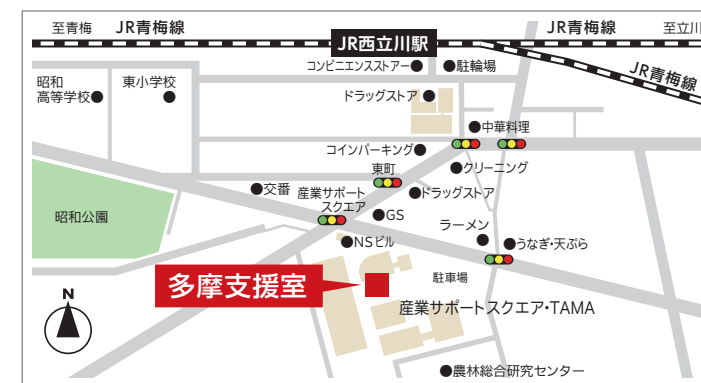 至青梅
JR青梅線
JR西立川駅
JR青梅線
至立川
コンビニエンスストアー
駐輪場
JR青梅線
昭和
高等学校
東小学校
ドラッグストア
中華料理
コインパーキング
クリーニング
東町
交番
産業サポート
スクエア
ドラッグストア
GS
昭和公園
ラーメン
NSビル
うなぎ・天ぷら
多摩支援室
駐車場
産業サポートスクエア・TAMA
N
農林総合研究センター